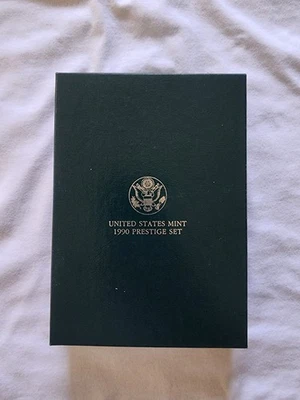 UNITED STATES MINT
1990 PRESTIGE SET